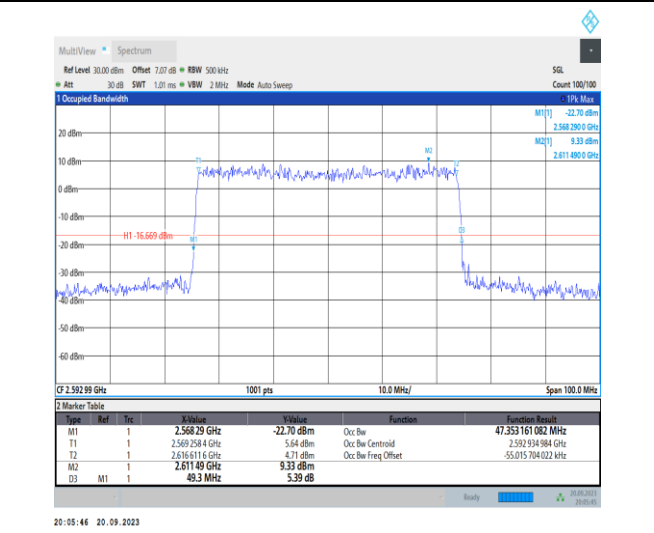 MultiView Spectrum
Ref Level 30.00 dBm Offset 7.07 dB RBW 500 kHz SGL
Att 30 dB SWT 1.01 ms VBW 2 MHz Mode Auto Sweep Count 100/100
1 Occupied Bandwidth 1Pk Max
M1[1] -22.70 dBm
2.568 290 0 GHz
M2[1] 9.33 dBm
2.611 490 0 GHz
20 dBm
M2
10 dBm
T1
T2
0 dBm
-10 dBm
H1 -16.669 dBm
D3
M1
-20 dBm
-30 dBm
-40 dBm
-50 dBm
-60 dBm
CF 2.592 99 GHz 1001 pts 10.0 MHz/ Span 100.0 MHz
2 Marker Table
Type Ref Trc X-Value Y-Value Function Function Result
M1 1 2.568 29 GHz -22.70 dBm Occ Bw 47.353 161 082 MHz
T1 1 2.569 258 4 GHz 5.64 dBm Occ Bw Centroid 2.592 934 984 GHz
T2 1 2.616 611 6 GHz 4.71 dBm Occ Bw Freq Offset -55.015 704 022 kHz
M2 1 2.611 49 GHz 9.33 dBm
D3 M1 1 49.3 MHz 5.39 dB
Ready 20.09.2023
20:05:45
20:05:46 20.09.2023